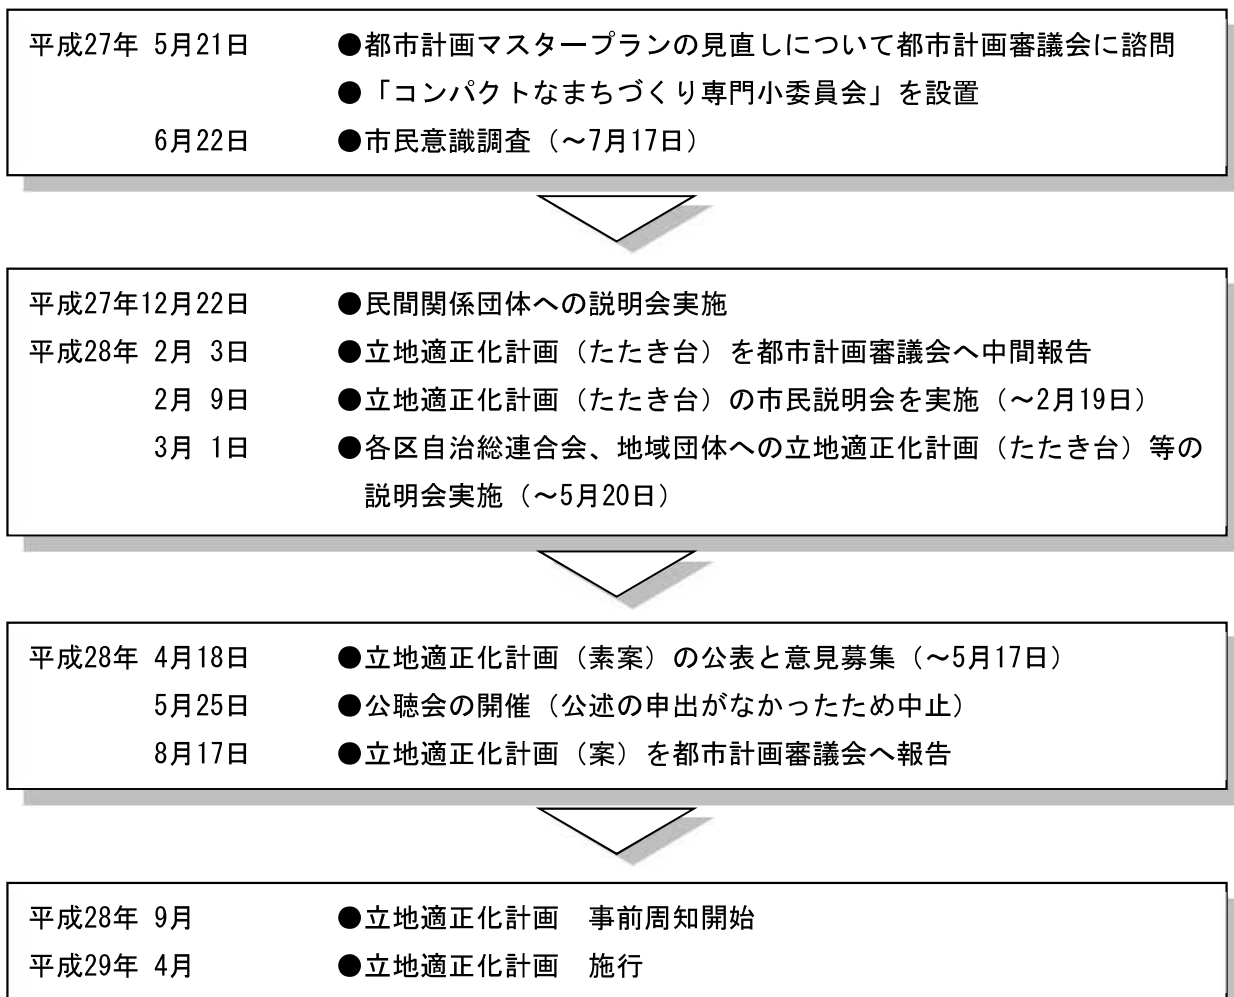 平成27年 5月21日 ●都市計画マスタープランの見直しについて都市計画審議会に諮問
●「コンパクトなまちづくり専門小委員会」を設置
6月22日 ●市民意識調査（～7月17日）
平成27年12月22日 ●民間関係団体への説明会実施
平成28年 2月 3日 ●立地適正化計画（たたき台）を都市計画審議会へ中間報告
2月 9日 ●立地適正化計画（たたき台）の市民説明会を実施（～2月19日）
3月 1日 ●各区自治総連合会、地域団体への立地適正化計画（たたき台）等の
説明会実施（～5月20日）
平成28年 4月18日 ●立地適正化計画（素案）の公表と意見募集（～5月17日）
5月25日 ●公聴会の開催（公述の申出がなかったため中止）
8月17日 ●立地適正化計画（案）を都市計画審議会へ報告
平成28年 9月 ●立地適正化計画　事前周知開始
平成29年 4月 ●立地適正化計画　施行